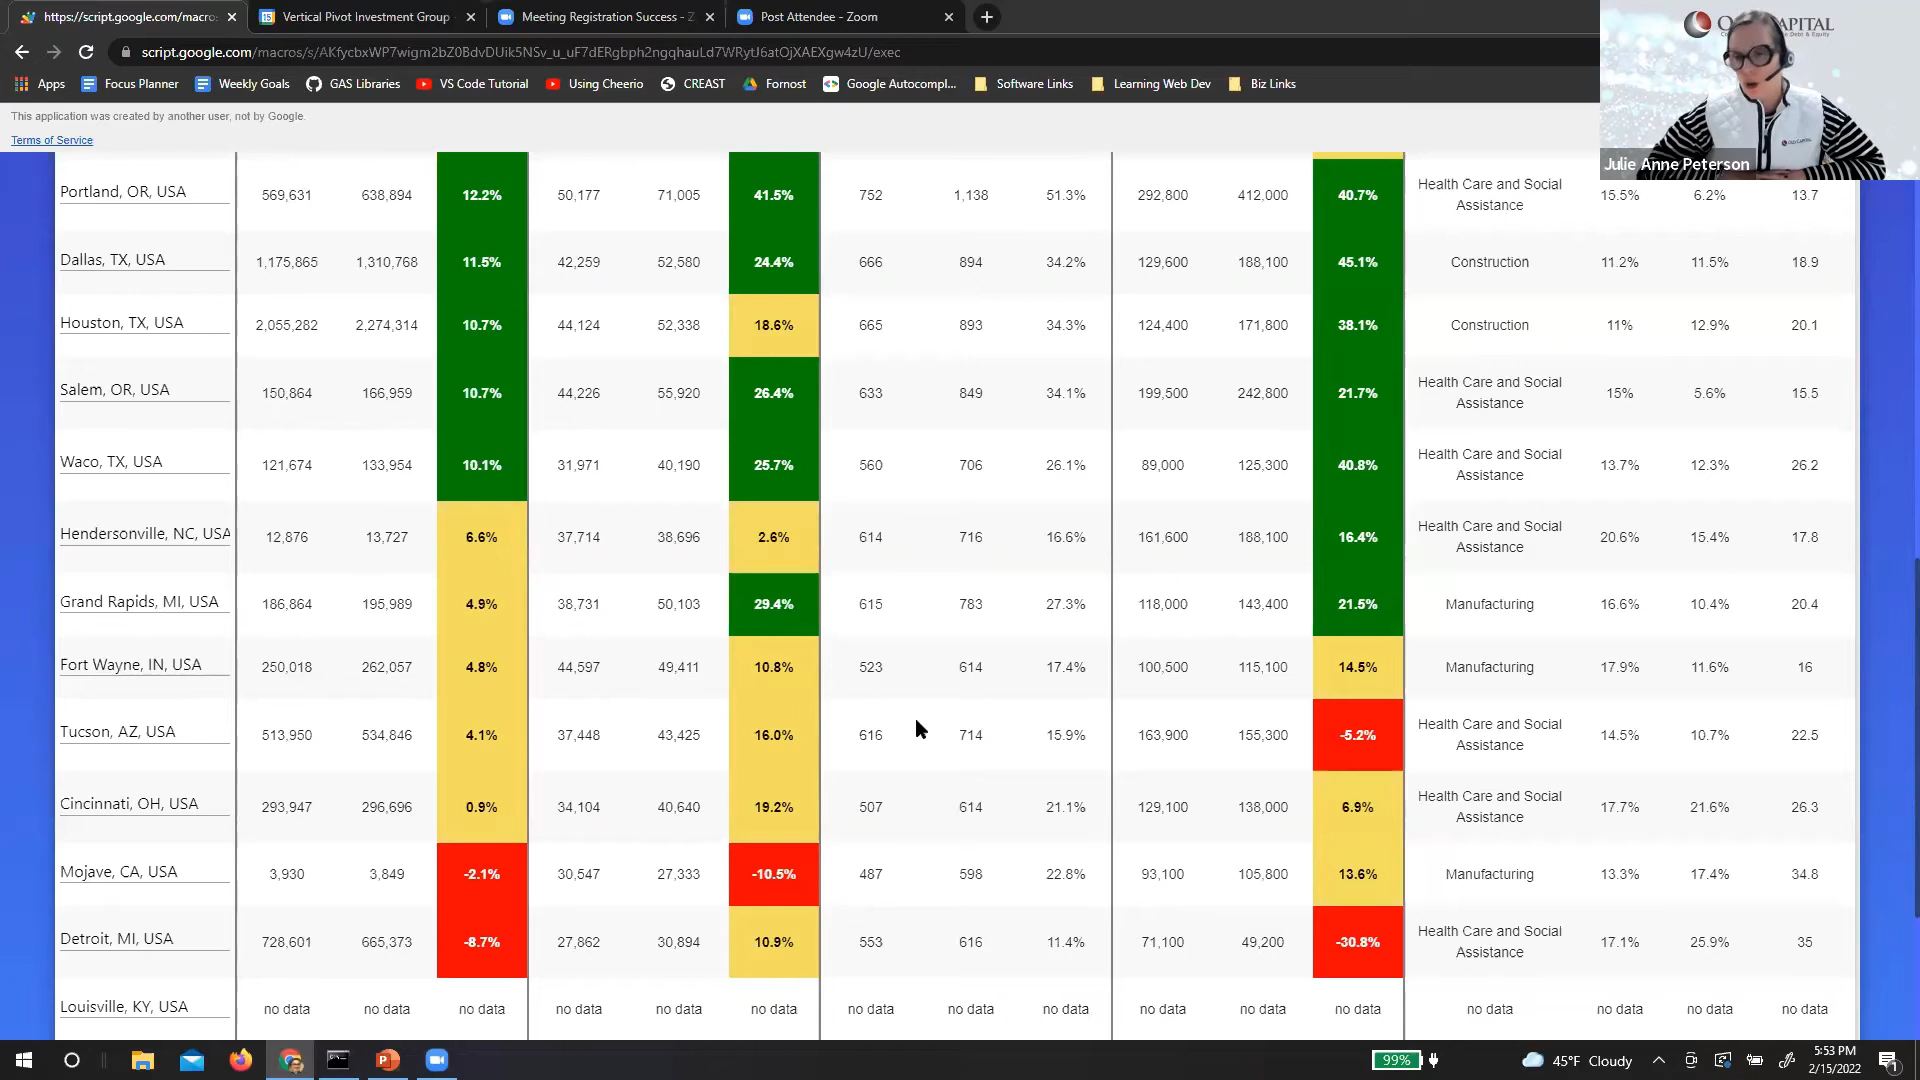 https://script.google.com/macro
Vertical Pivot Investment Group
Meeting Registration Success - Z
Post Attendee - Zoom
script.google.com/macros/s/AKfycbxWP7wigm2bZ0BdvDUik5NSv_u_uF7dERgbph2ngqhauLd7WRytJ6atOjXAEXgw4zU/exec
Apps Focus Planner Weekly Goals GAS Libraries VS Code Tutorial Using Cheerio CREAST Fornost Google Autocompl... Software Links Learning Web Dev Biz Links
This application was created by another user, not by Google.
Terms of Service
Julie Anne Peterson
Portland, OR, USA 569,631 638,894 12.2% 50,177 71,005 41.5% 752 1,138 51.3% 292,800 412,000 40.7% Health Care and Social Assistance 15.5% 6.2% 13.7
Dallas, TX, USA 1,175,865 1,310,768 11.5% 42,259 52,580 24.4% 666 894 34.2% 129,600 188,100 45.1% Construction 11.2% 11.5% 18.9
Houston, TX, USA 2,055,282 2,274,314 10.7% 44,124 52,338 18.6% 665 893 34.3% 124,400 171,800 38.1% Construction 11% 12.9% 20.1
Salem, OR, USA 150,864 166,959 10.7% 44,226 55,920 26.4% 633 849 34.1% 199,500 242,800 21.7% Health Care and Social Assistance 15% 5.6% 15.5
Waco, TX, USA 121,674 133,954 10.1% 31,971 40,190 25.7% 560 706 26.1% 89,000 125,300 40.8% Health Care and Social Assistance 13.7% 12.3% 26.2
Hendersonville, NC, USA 12,876 13,727 6.6% 37,714 38,696 2.6% 614 716 16.6% 161,600 188,100 16.4% Health Care and Social Assistance 20.6% 15.4% 17.8
Grand Rapids, MI, USA 186,864 195,989 4.9% 38,731 50,103 29.4% 615 783 27.3% 118,000 143,400 21.5% Manufacturing 16.6% 10.4% 20.4
Fort Wayne, IN, USA 250,018 262,057 4.8% 44,597 49,411 10.8% 523 614 17.4% 100,500 115,100 14.5% Manufacturing 17.9% 11.6% 16
Tucson, AZ, USA 513,950 534,846 4.1% 37,448 43,425 16.0% 616 714 15.9% 163,900 155,300 -5.2% Health Care and Social Assistance 14.5% 10.7% 22.5
Cincinnati, OH, USA 293,947 296,696 0.9% 34,104 40,640 19.2% 507 614 21.1% 129,100 138,000 6.9% Health Care and Social Assistance 17.7% 21.6% 26.3
Mojave, CA, USA 3,930 3,849 -2.1% 30,547 27,333 -10.5% 487 598 22.8% 93,100 105,800 13.6% Manufacturing 13.3% 17.4% 34.8
Detroit, MI, USA 728,601 665,373 -8.7% 27,862 30,894 10.9% 553 616 11.4% 71,100 49,200 -30.8% Health Care and Social Assistance 17.1% 25.9% 35
Louisville, KY, USA no data no data no data no data no data no data no data no data no data no data no data no data no data no data no data no data
99% 45°F Cloudy 5:53 PM
2/15/2022